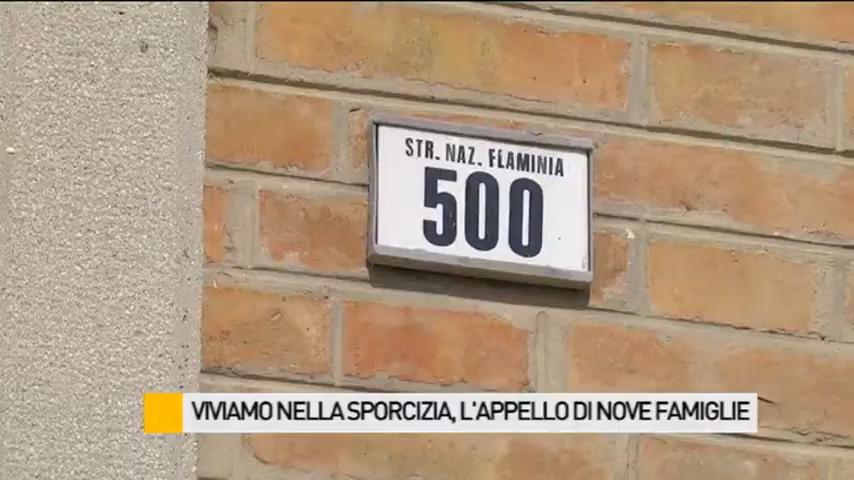 STR. NAZ. FLAMINIA
500
VIVIAMO NELLA SPORCIZIA, L'APPELLO DI NOVE FAMIGLIE